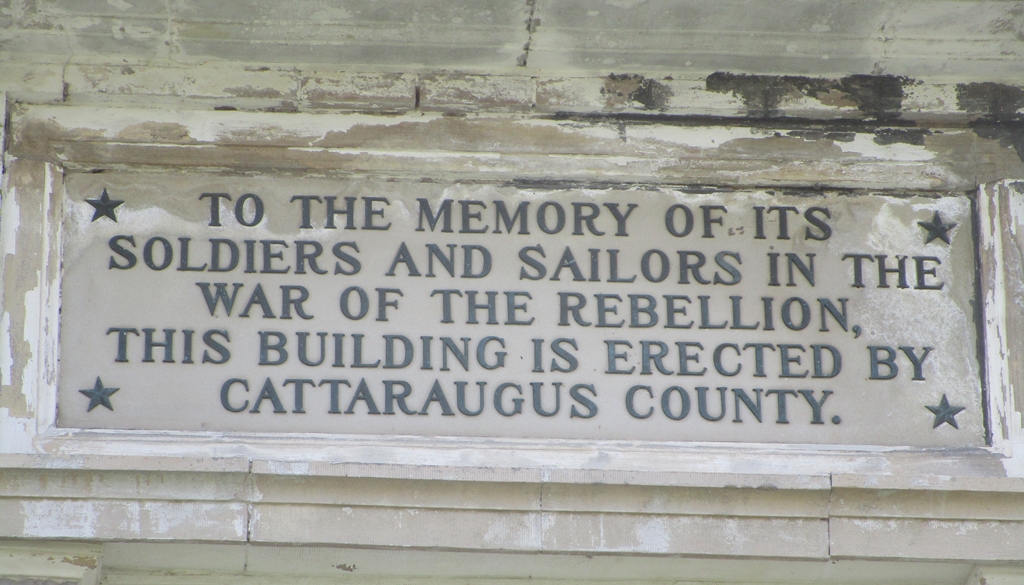 TO THE MEMORY OF ITS
SOLDIERS AND SAILORS IN THE
WAR OF THE REBELLION,
THIS BUILDING IS ERECTED BY
CATTARAUGUS COUNTY.